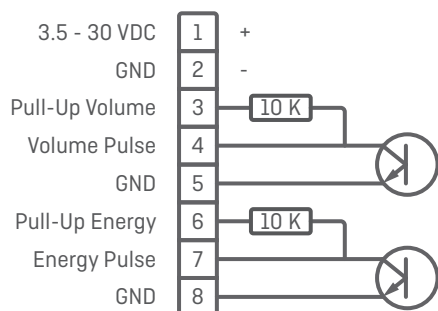 3.5 - 30 VDC 1 +
GND 2 -
Pull-Up Volume 3 10 K
Volume Pulse 4
GND 5
Pull-Up Energy 6 10 K
Energy Pulse 7
GND 8